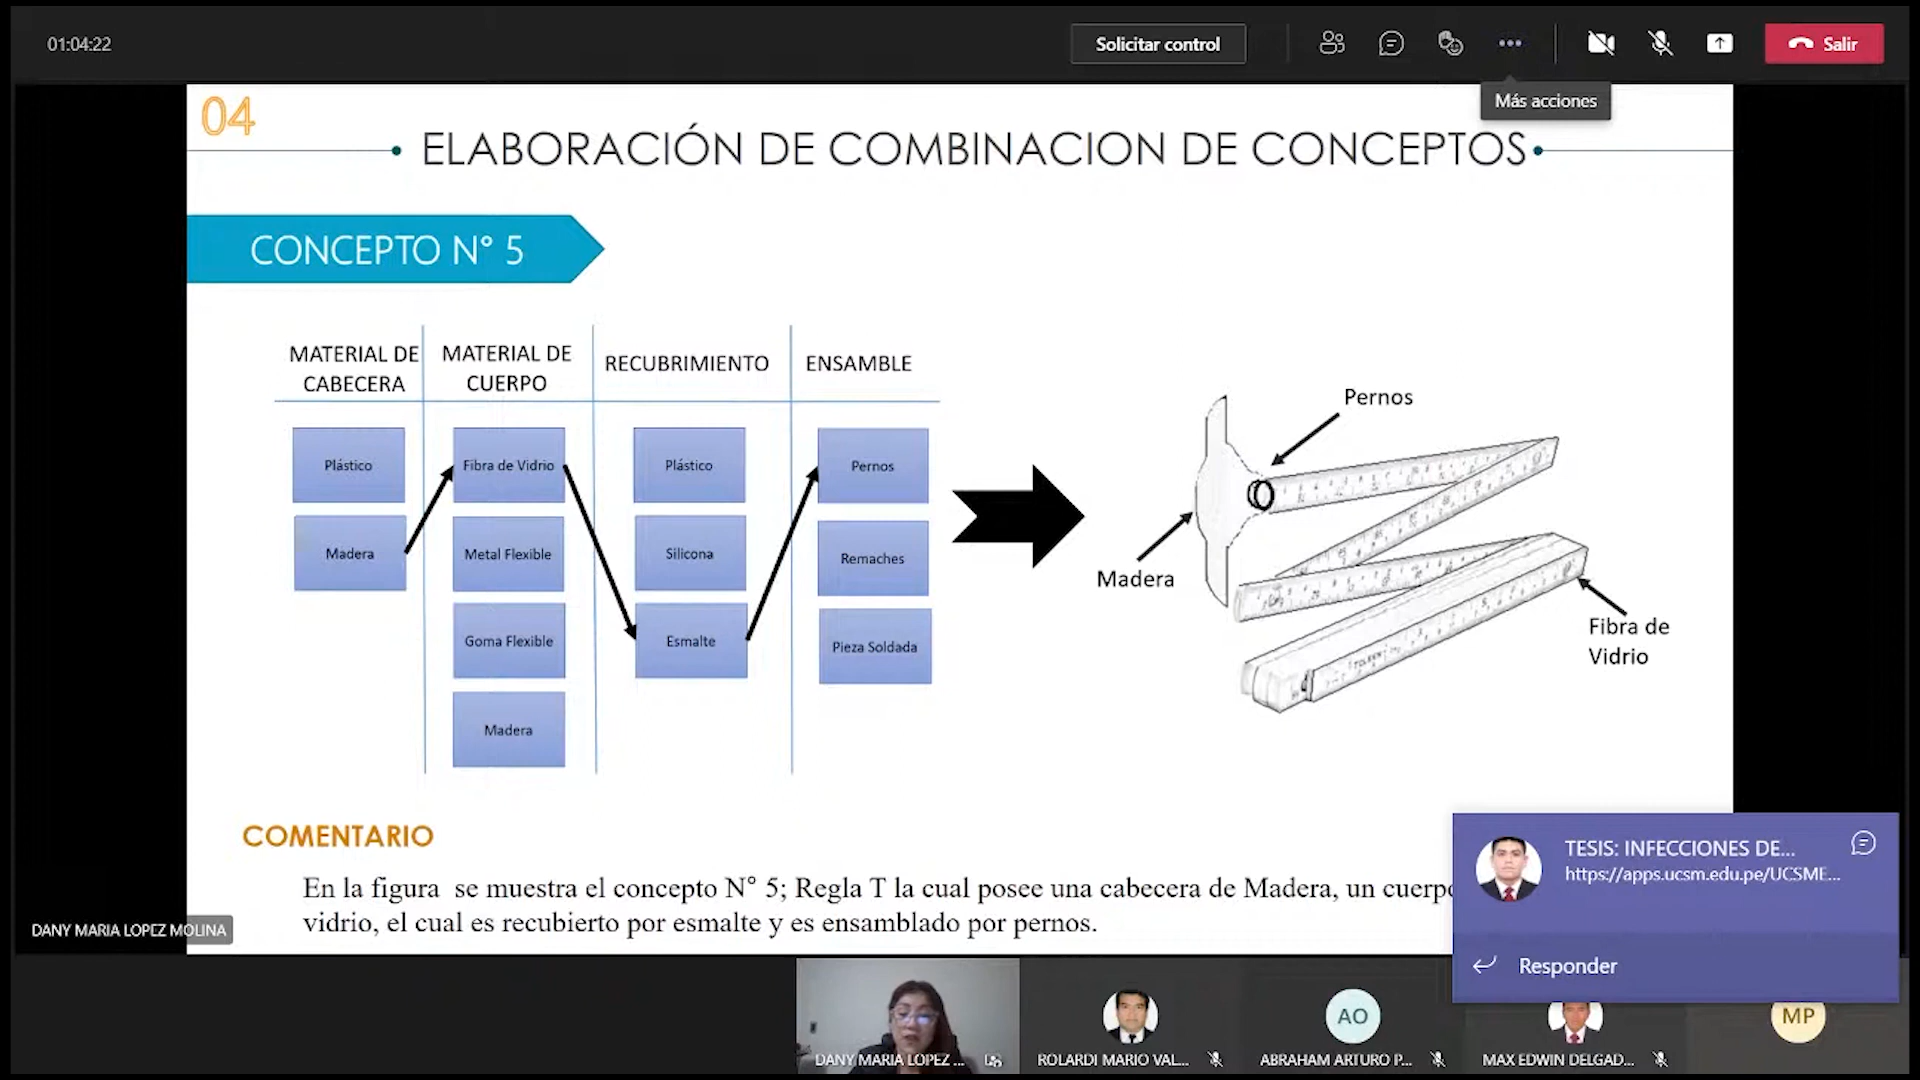 01:04:22
Solicitar control
Salir
Más acciones
04
ELABORACIÓN DE COMBINACION DE CONCEPTOS
CONCEPTO N° 5
MATERIAL DE
CABECERA
MATERIAL DE
CUERPO
RECUBRIMIENTO
ENSAMBLE
Plástico
Fibra de Vidrio
Plástico
Pernos
Madera
Metal Flexible
Silicona
Remaches
Goma Flexible
Esmalte
Pieza Soldada
Madera
Pernos
Madera
Fibra de
Vidrio
COMENTARIO
En la figura se muestra el concepto N° 5; Regla T la cual posee una cabecera de Madera, un cuerpo
vidrio, el cual es recubierto por esmalte y es ensamblado por pernos.
DANY MARIA LOPEZ MOLINA
TESIS: INFECCIONES DE...
https://apps.ucsm.edu.pe/UCSME...
Responder
DANY MARIA LOPEZ ...
ROLARDI MARIO VAL...
AO
ABRAHAM ARTURO P...
MAX EDWIN DELGAD...
MP